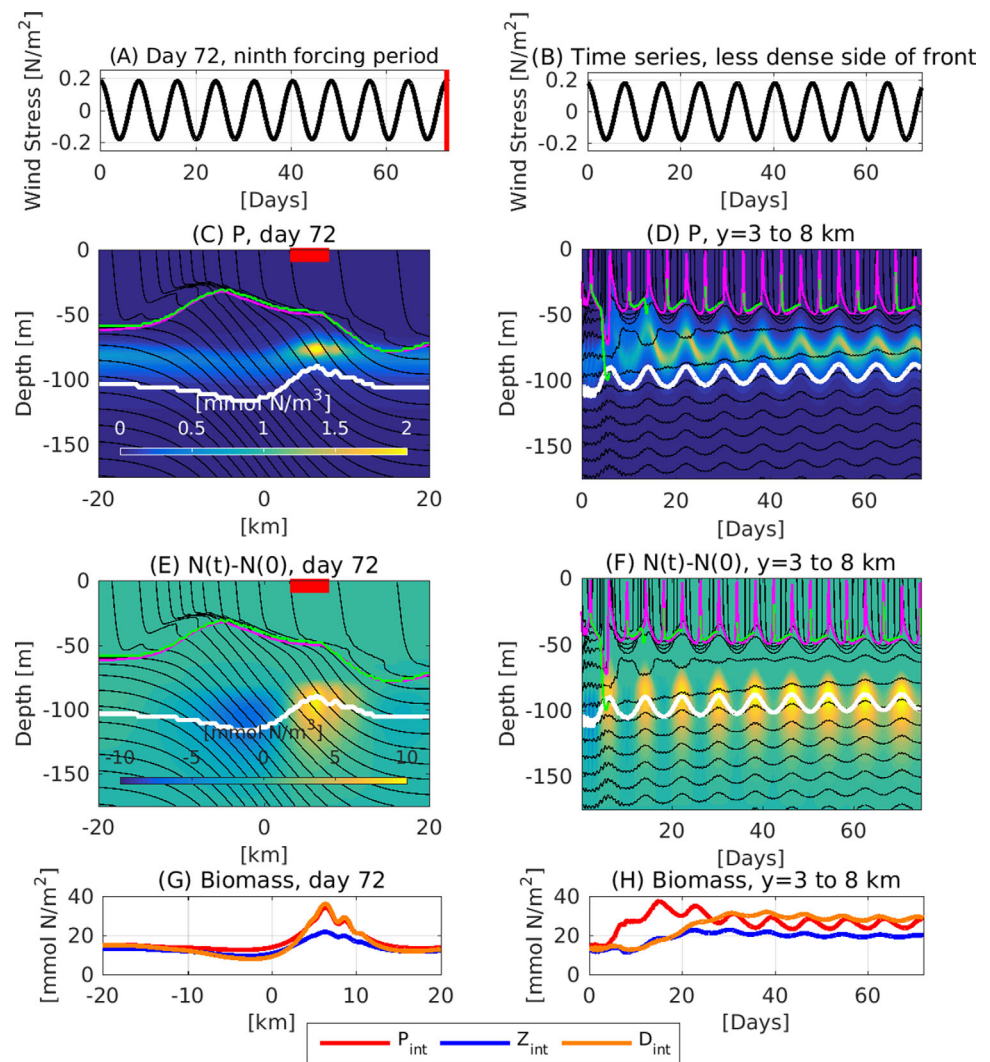 (A) Day 72, ninth forcing period
Wind Stress [N/m²]
0.2
0
-0.2
0 20 40 60
[Days]
(B) Time series, less dense side of front
Wind Stress [N/m²]
0.2
0
-0.2
0 20 40 60
[Days]
(C) P, day 72
Depth [m]
0
-50
-100
-150
[mmol N/m³]
0 0.5 1 1.5 2
-20 0 20
[km]
(D) P, y=3 to 8 km
Depth [m]
0
-50
-100
-150
0 20 40 60
[Days]
(E) N(t)-N(0), day 72
Depth [m]
0
-50
-100
-150
[mmol N/m³]
-10 -5 0 5 10
-20 0 20
[km]
(F) N(t)-N(0), y=3 to 8 km
Depth [m]
0
-50
-100
-150
20 40 60
[Days]
(G) Biomass, day 72
[mmol N/m²]
40
20
0
-20 -10 0 10 20
[km]
(H) Biomass, y=3 to 8 km
[mmol N/m²]
40
20
0
0 20 40 60
[Days]
P_int Z_int D_int